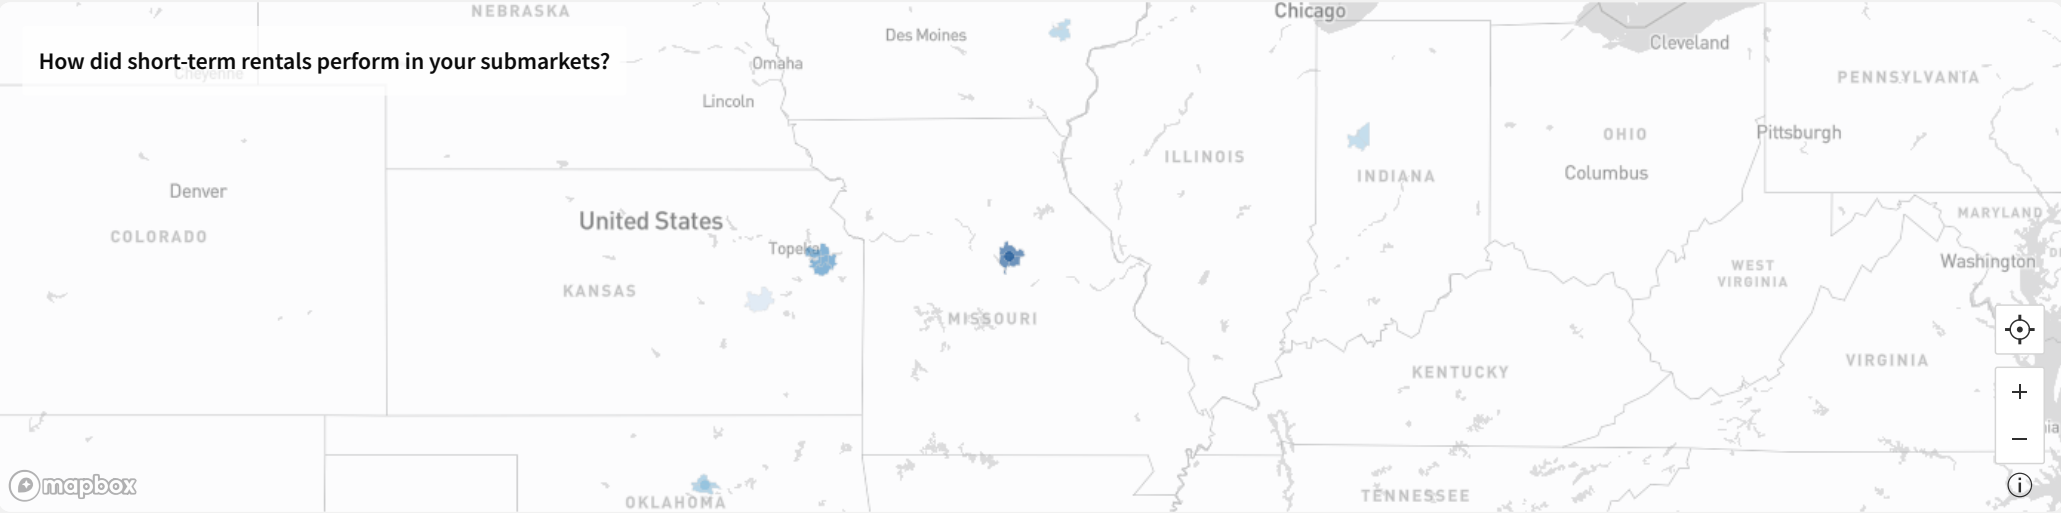 NEBRASKA
Chicago
Des Moines
Cleveland
How did short-term rentals perform in your submarkets?
Cheyenne
Omaha
PENNSYLVANIA
Lincoln
OHIO
Pittsburgh
ILLINOIS
INDIANA
Columbus
Denver
United States
MARYLAND
COLORADO
Topeka
WEST
VIRGINIA
Washington
KANSAS
MISSOURI
KENTUCKY
VIRGINIA
mapbox
OKLAHOMA
TENNESSEE